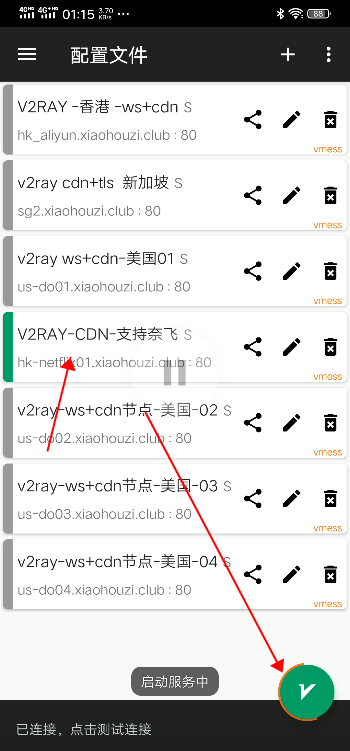 4G 4G+ 01:15 3.70 KB/s ... 88
配置文件
V2RAY -香港 -ws+cdn S
hk_aliyun.xiaohouzi.club : 80
vmess
v2ray cdn+tls 新加坡 S
sg2.xiaohouzi.club : 80
vmess
v2ray ws+cdn-美国01 S
us-do01.xiaohouzi.club : 80
vmess
V2RAY-CDN-支持奈飞 S
hk-netflix01.xiaohouzi.club : 80
vmess
v2ray-ws+cdn节点-美国-02 S
us-do02.xiaohouzi.club : 80
vmess
v2ray-ws+cdn节点-美国-03 S
us-do03.xiaohouzi.club : 80
vmess
v2ray-ws+cdn节点-美国-04 S
us-do04.xiaohouzi.club : 80
vmess
启动服务中
V
已连接，点击测试连接